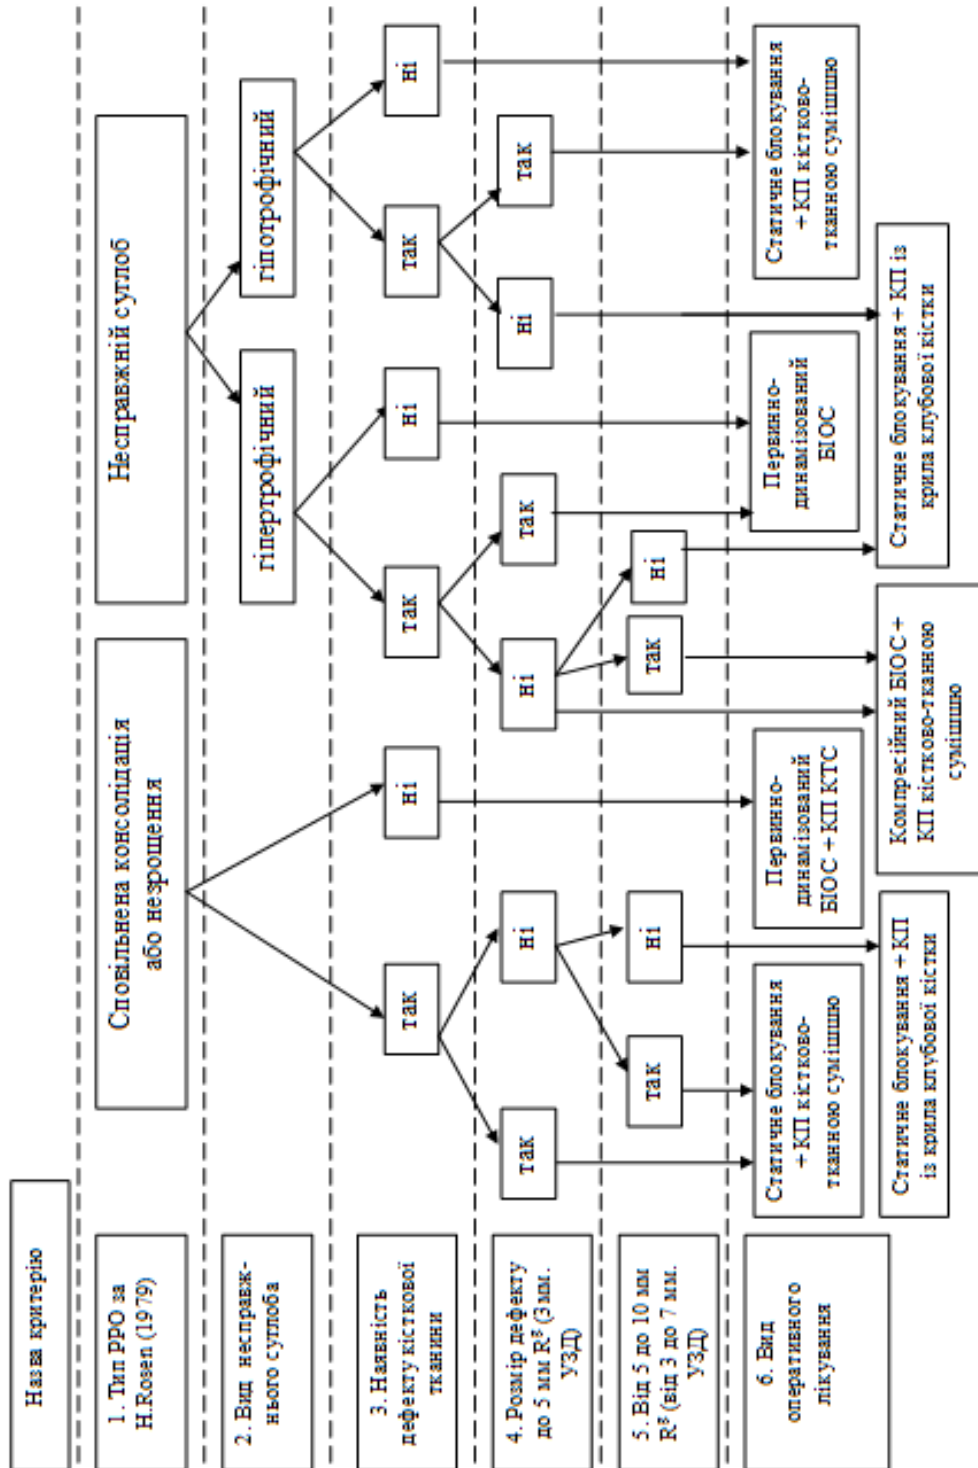 Назва критерію
1. Тип РРО за
H.Rosen (1979)
Сповільнена консолідація
або незрощення
Несправжній суглоб
2. Вид несправж-
нього суглоба
гіпертрофічний
гіпотрофічний
3. Наявність
дефекту кісткової
тканини
так
ні
так
ні
так
ні
4. Розмір дефекту
до 5 мм Rᵍ (3мм.
УЗД)
так
ні
ні
так
ні
так
5. Від 5 до 10 мм
Rᵍ (від 3 до 7 мм.
УЗД)
так
ні
так
ні
6. Вид
оперативного
лікування
Статичне блокування
+ КП кістково-
тканною сумішшю
Первинно-
динамізований
БІОС + КП КТС
Первинно-
динамізований
БІОС
Статичне блокування
+ КП кістково-
тканною сумішшю
Статичне блокування + КП
із крила клубової кістки
Компресійний БІОС +
КП кістково-тканною
сумішшю
Статичне блокування + КП із
крила клубової кістки